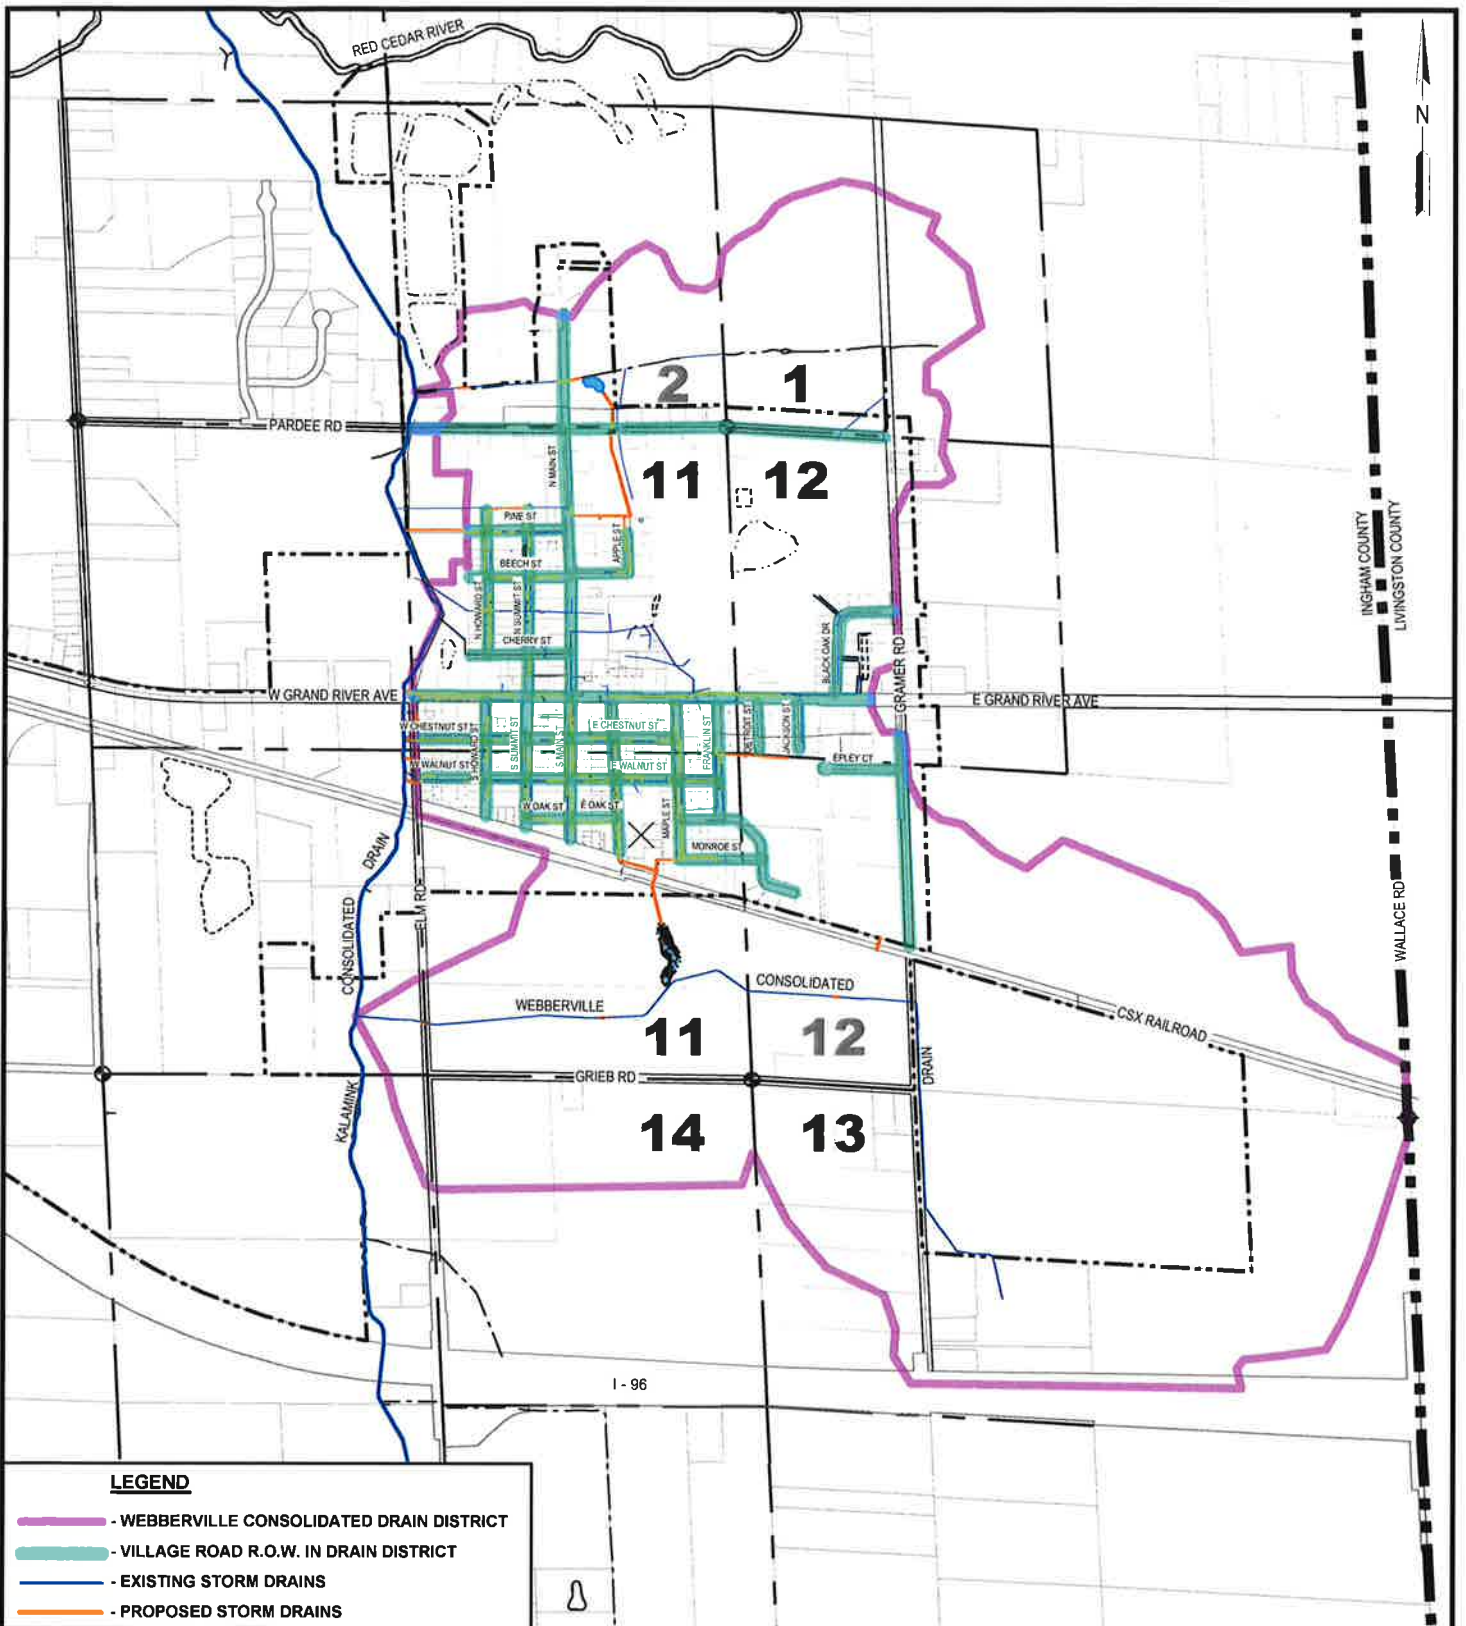 RED CEDAR RIVER
N
2
1
PARDEE RD
N MAIN ST
11
12
PINE ST
APPLE ST
BEECH ST
N HOWARD ST
N SUMMIT ST
CHERRY ST
BLACK OAK DR
GRAMER RD
INGHAM COUNTY
LIVINGSTON COUNTY
W GRAND RIVER AVE
E GRAND RIVER AVE
W CHESTNUT ST
S HOWARD ST
S SUMMIT ST
S MAIN ST
E CHESTNUT ST
FRANKLIN ST
DETROIT ST
JACKSON ST
W WALNUT ST
E WALNUT ST
EPLEY CT
W OAK ST
E OAK ST
MAPLE ST
MONROE ST
DRAIN
ELM RD
CONSOLIDATED
WALLACE RD
WEBBERVILLE
CONSOLIDATED
CSX RAILROAD
11
12
DRAIN
GRIEB RD
KALAMINK
14
13
I - 96
LEGEND
- WEBBERVILLE CONSOLIDATED DRAIN DISTRICT
- VILLAGE ROAD R.O.W. IN DRAIN DISTRICT
- EXISTING STORM DRAINS
- PROPOSED STORM DRAINS